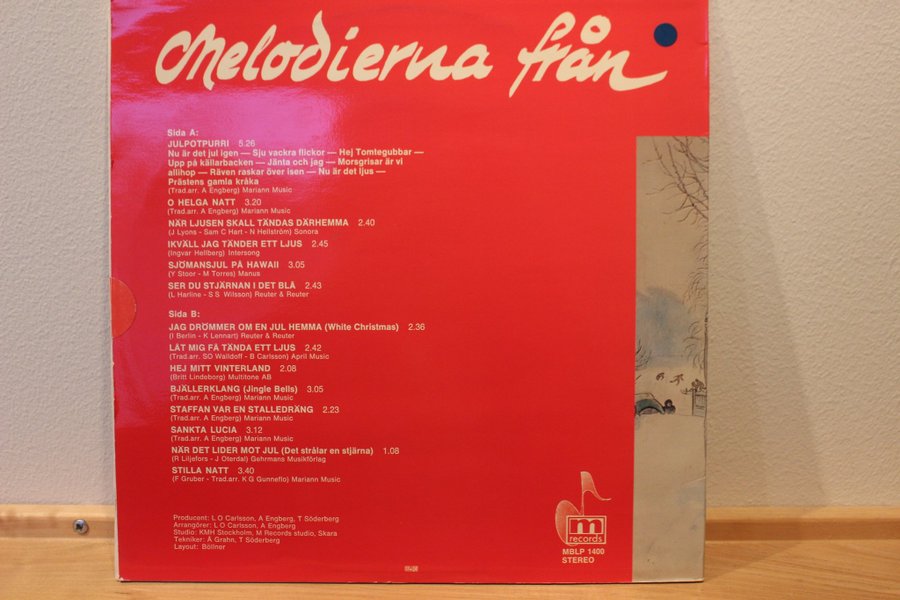 Melodierna från
Sida A:
JULPOTPURRI 5.26
Nu är det jul igen — Sju vackra flickor — Hej Tomtegubbar —
Upp på källarbacken — Jänta och jag — Morsgrisar är vi
allihop — Räven raskar över isen — Nu är det ljus —
Prästens gamla kråka
(Trad.arr. A Engberg) Mariann Music
O HELGA NATT 3.20
(Trad.arr. A Engberg) Mariann Music
NÄR LJUSEN SKALL TÄNDAS DÄRHEMMA 2.40
(J Lyons - Sam C Hart - N Hellström) Sonora
IKVÄLL JAG TÄNDER ETT LJUS 2.45
(Ingvar Hellberg) Intersong
SJÖMANSJUL PÅ HAWAII 3.05
(Y Stoor - M Torres) Manus
SER DU STJÄRNAN I DET BLÅ 2.43
(L Harline - S S Wilsson) Reuter & Reuter
Sida B:
JAG DRÖMMER OM EN JUL HEMMA (White Christmas) 2.36
(I Berlin - K Lennart) Reuter & Reuter
LÅT MIG FÅ TÄNDA ETT LJUS 2.42
(Trad.arr. SO Walldoff - B Carlsson) April Music
HEJ MITT VINTERLAND 2.08
(Britt Lindeborg) Multitone AB
BJÄLLERKLANG (Jingle Bells) 3.05
(Trad.arr. A Engberg) Mariann Music
STAFFAN VAR EN STALLEDRÄNG 2.23
(Trad.arr. A Engberg) Mariann Music
SANKTA LUCIA 3.12
(Trad.arr. A Engberg) Mariann Music
NÄR DET LIDER MOT JUL (Det strålar en stjärna) 1.08
(R Liljefors - J Oterdal) Gehrmans Musikförlag
STILLA NATT 3.40
(F Gruber - Trad.arr. K G Gunneflo) Mariann Music
Producent: L O Carlsson, A Engberg, T Söderberg
Arrangörer: L O Carlsson, A Engberg
Studio: KMH Stockholm, M Records studio, Skara
Tekniker: Å Grahn, T Söderberg
Layout: Böllner
m
records
MBLP 1400
STEREO